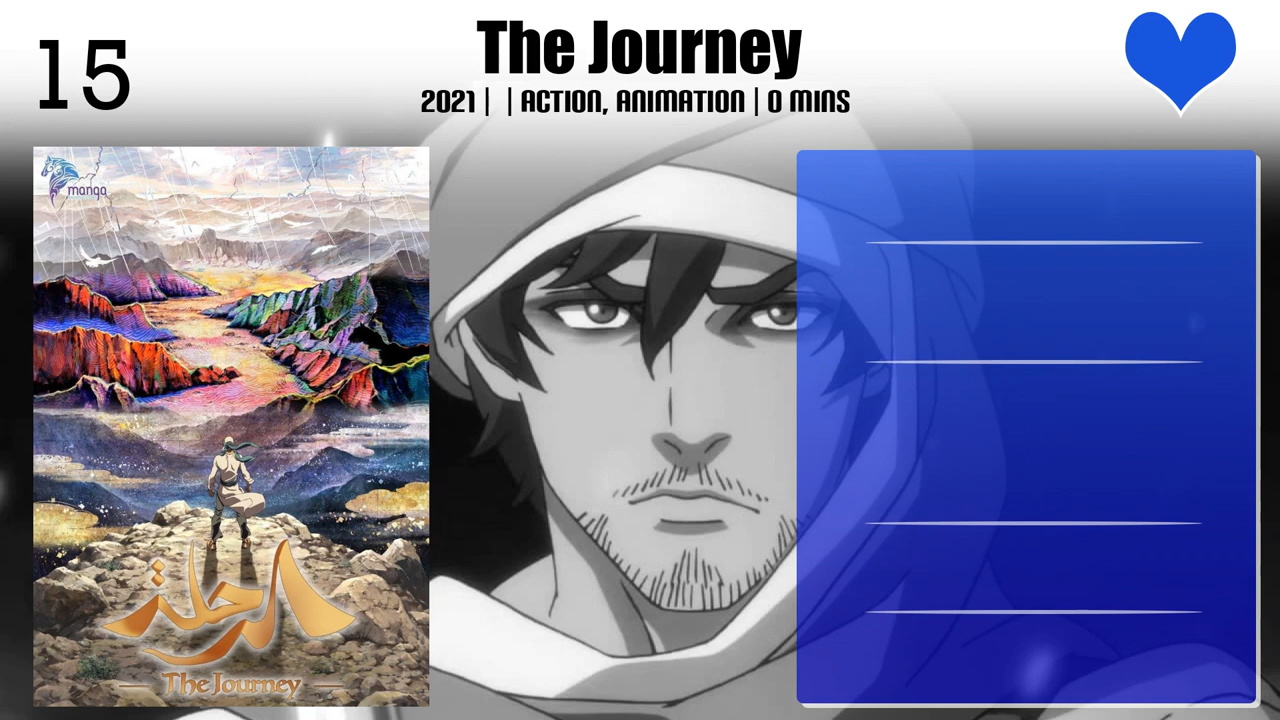 15
The Journey
2021 | | ACTION, ANIMATION | 0 MINS
manga
الرحلة
The Journey